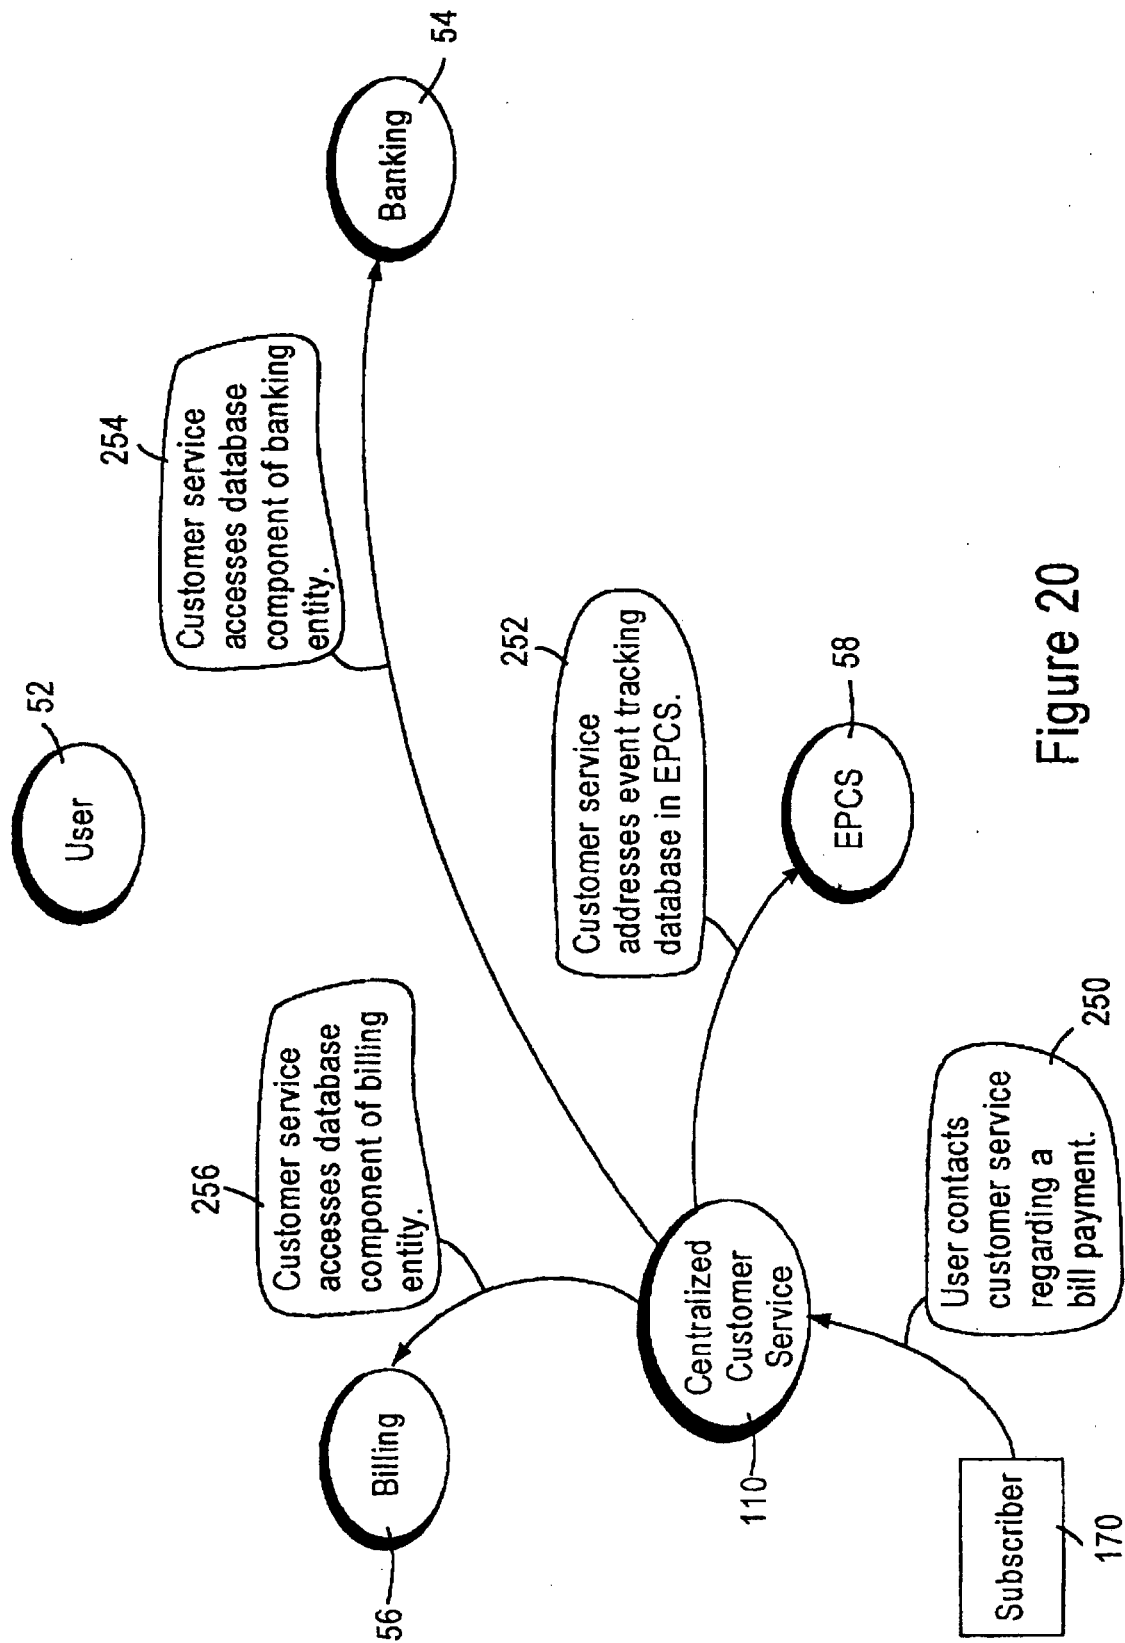 52
User
254
Customer service
accesses database
component of banking
entity.
54
Banking
256
Customer service
accesses database
component of billing
entity.
56
Billing
252
Customer service
addresses event tracking
database in EPCS.
58
EPCS
Centralized
Customer
Service
110
250
User contacts
customer service
regarding a
bill payment.
Subscriber
170
Figure 20